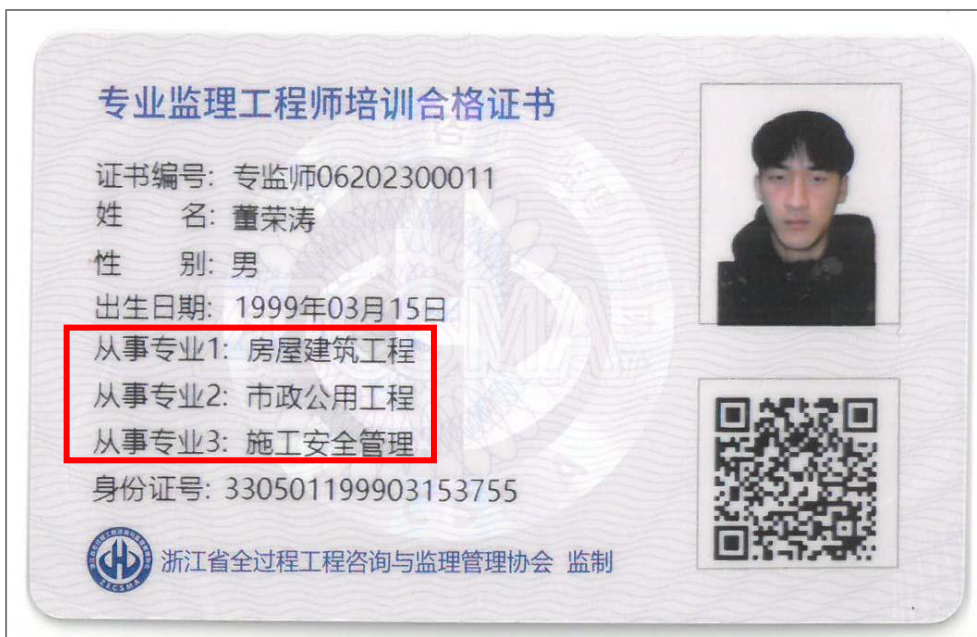 专业监理工程师培训合格证书
证书编号: 专监师06202300011
姓 名: 董荣涛
性 别: 男
出生日期: 1999年03月15日
从事专业1: 房屋建筑工程
从事专业2: 市政公用工程
从事专业3: 施工安全管理
身份证号: 330501199903153755
ZECSMA
浙江省全过程工程咨询与监理管理协会 监制